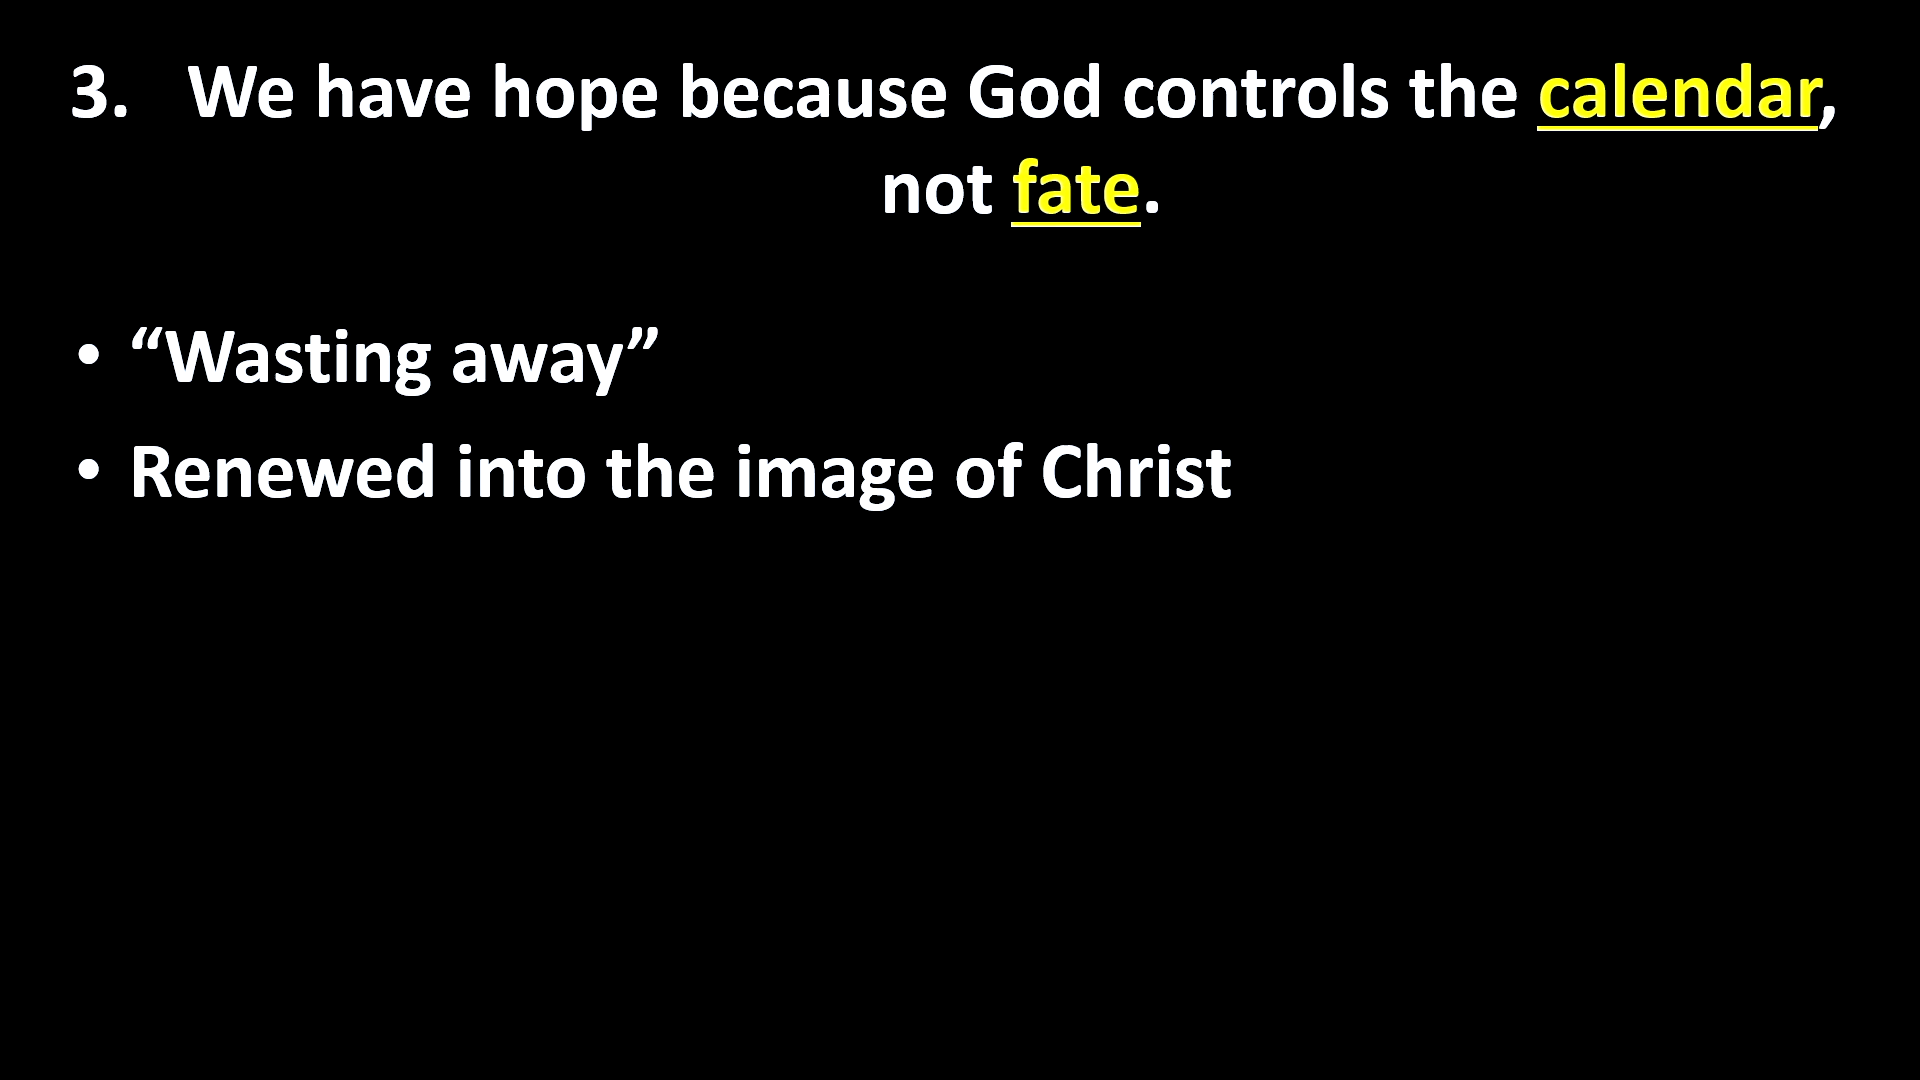 3. We have hope because God controls the calendar,
not fate.
• “Wasting away”
• Renewed into the image of Christ